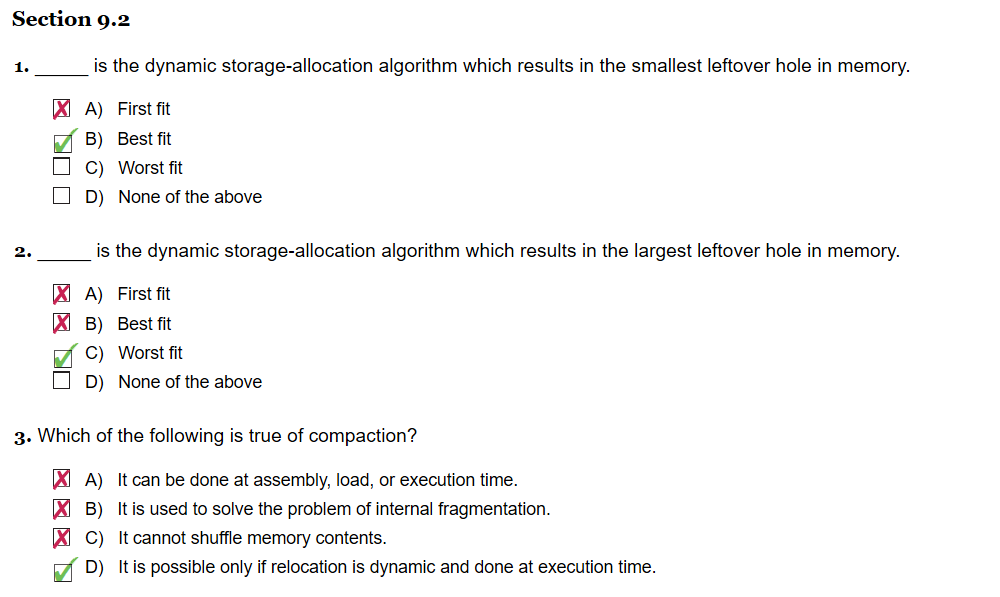 Section 9.2
1. _____ is the dynamic storage-allocation algorithm which results in the smallest leftover hole in memory.
A) First fit
B) Best fit
C) Worst fit
D) None of the above
2. _____ is the dynamic storage-allocation algorithm which results in the largest leftover hole in memory.
A) First fit
B) Best fit
C) Worst fit
D) None of the above
3. Which of the following is true of compaction?
A) It can be done at assembly, load, or execution time.
B) It is used to solve the problem of internal fragmentation.
C) It cannot shuffle memory contents.
D) It is possible only if relocation is dynamic and done at execution time.